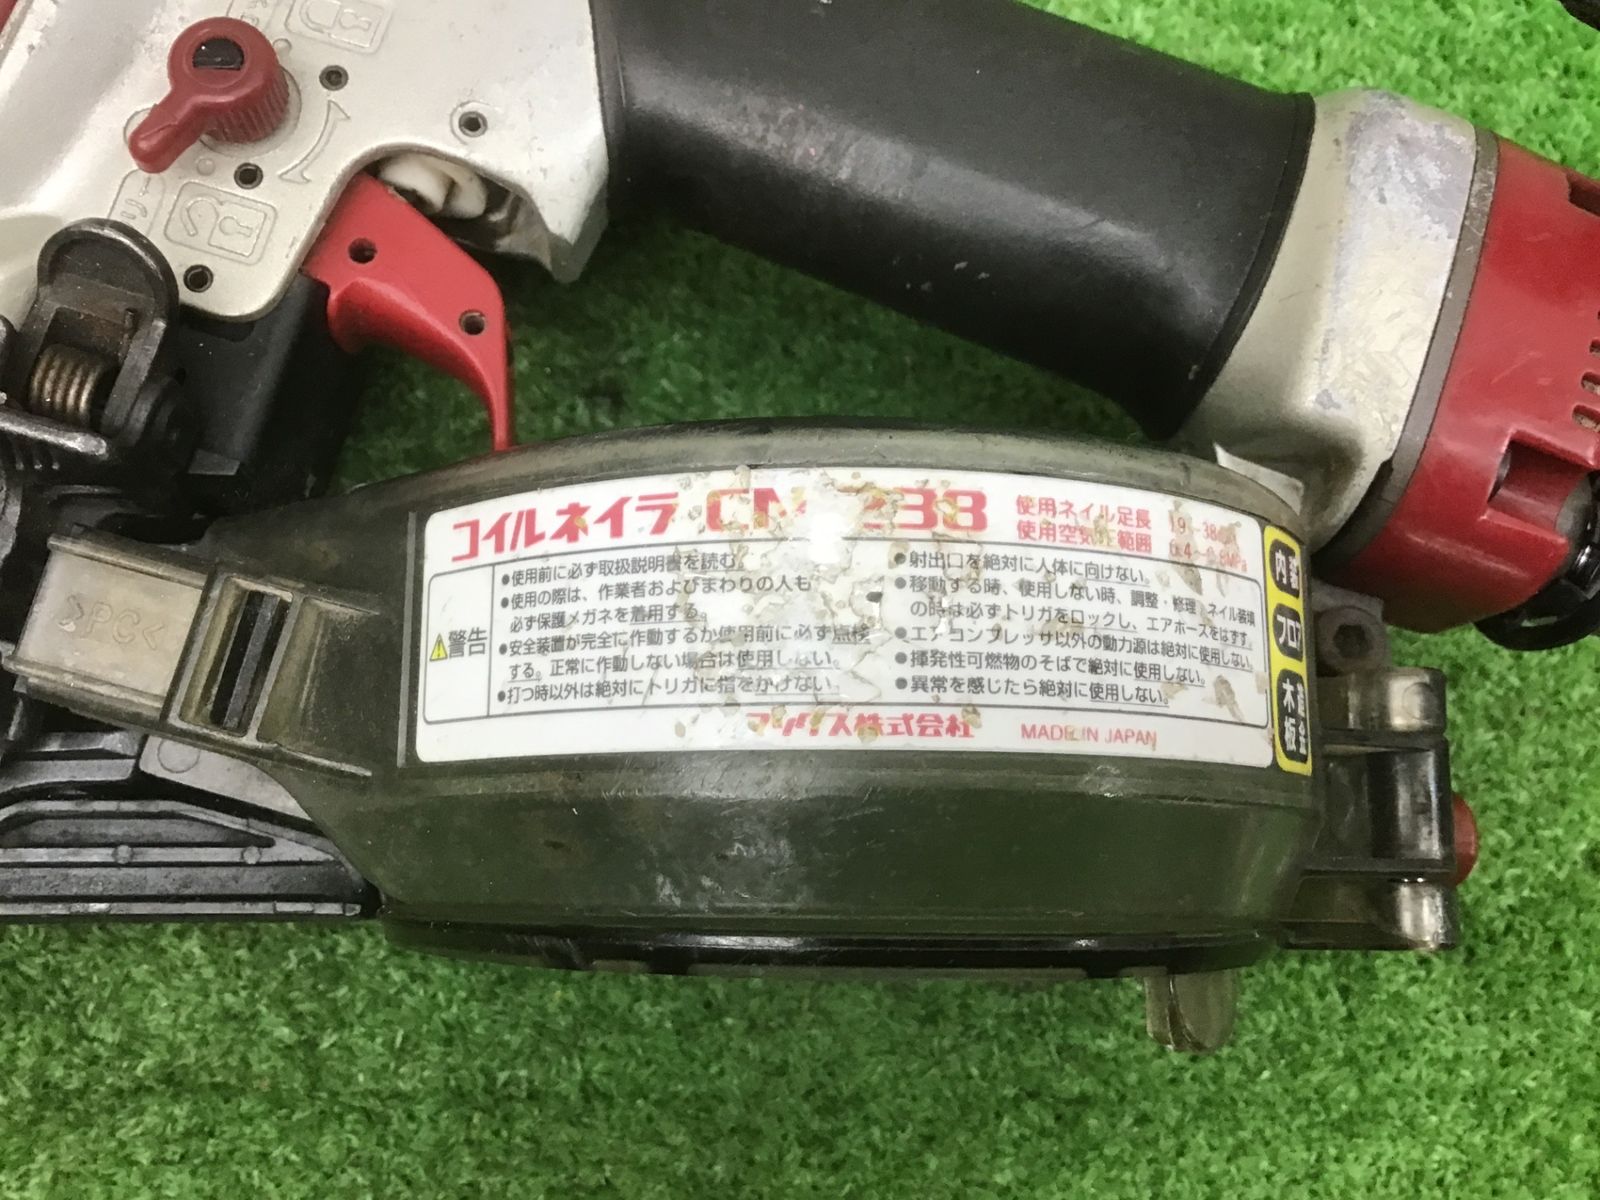 コイルネイラ CN-238
使用ネイル足長 19~38mm
使用空気圧範囲 0.4~0.8MPa
警告
●使用前に必ず取扱説明書を読む。
●使用の際は、作業者およびまわりの人も
必ず保護メガネを着用する。
●安全装置が完全に作動するか使用前に必ず点検
する。正常に作動しない場合は使用しない。
●打つ時以外は絶対にトリガに指をかけない。
●射出口を絶対に人体に向けない。
●移動する時、使用しない時、調整・修理、ネイル装填
の時は必ずトリガをロックし、エアホースをはずす。
●エアコンプレッサ以外の動力源は絶対に使用しない。
●揮発性可燃物のそばで絶対に使用しない。
●異常を感じたら絶対に使用しない。
マックス株式会社 MADE IN JAPAN
フロア
>PC<